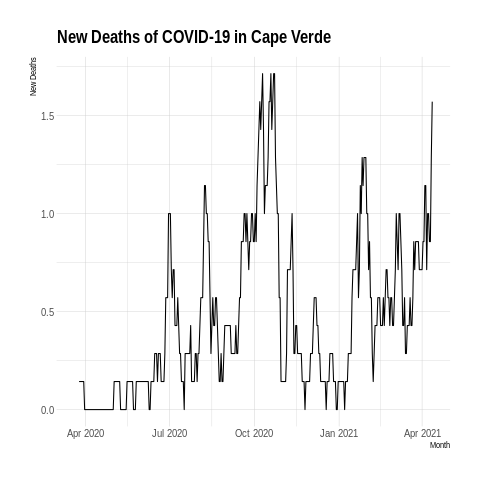 New Deaths of COVID-19 in Cape Verde
New Deaths
1.5
1.0
0.5
0.0
Apr 2020 Jul 2020 Oct 2020 Jan 2021 Apr 2021
Month